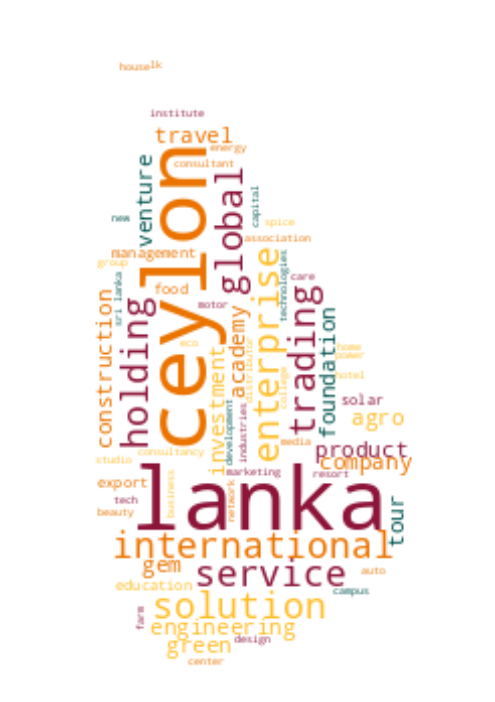 house
lk
institute
travel
energy
consultant
venture
ceylon
global
capital
new
spice
association
management
group
sri lanka
food
motor
technologies
care
enterprise
trading
holding
construction
academy
foundation
eco
distributor
home
power
hotel
college
investment
solar
agro
development
industries
media
product
company
consultancy
studio
marketing
resort
lanka
export
business
network
tech
beauty
tour
international
gem
service
auto
education
campus
solution
farm
engineering
design
green
center